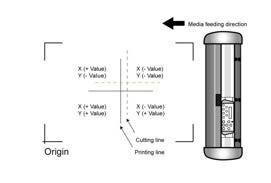 Media feeding direction
X (+ Value) X (- Value)
Y (- Value) Y (- Value)
X (+ Value) X (- Value)
Y (+ Value) Y (+ Value)
Cutting line
Printing line
Origin